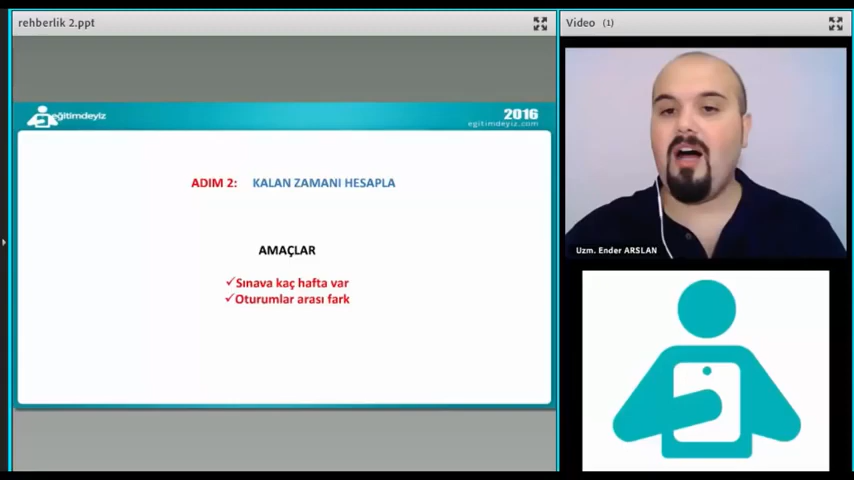 rehberlik 2.ppt
Video (1)
eğitimdeyiz
2016
egitimdeyiz.com
ADIM 2: KALAN ZAMANI HESAPLA
AMAÇLAR
✓Sınava kaç hafta var
✓Oturumlar arası fark
Uzm. Ender ARSLAN